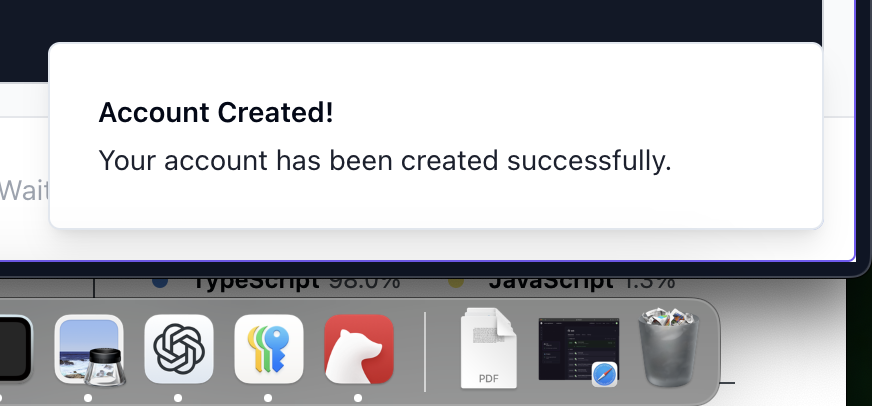 Account Created!
Your account has been created successfully.
Wait
TypeScript 98.0% JavaScript 1.3%
PDF